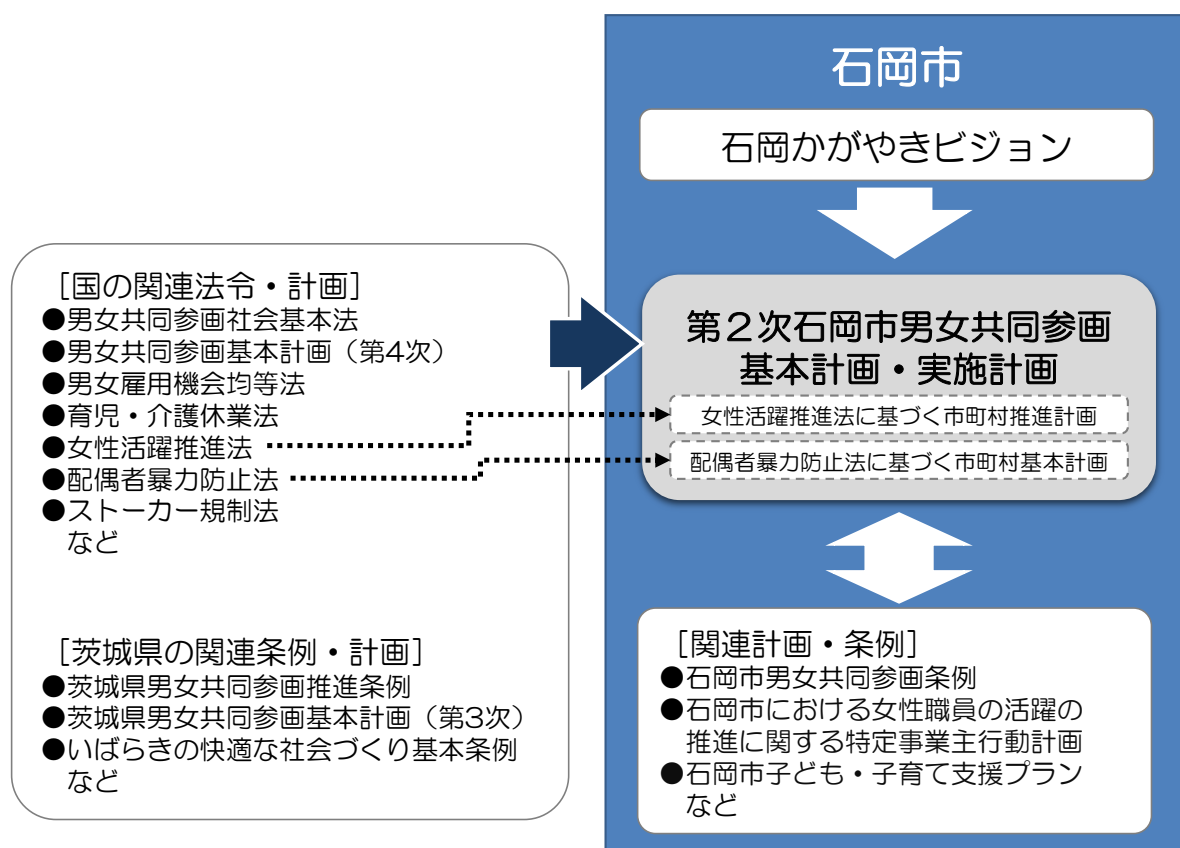 石岡市
石岡かがやきビジョン
第2次石岡市男女共同参画
基本計画・実施計画
女性活躍推進法に基づく市町村推進計画
配偶者暴力防止法に基づく市町村基本計画
[国の関連法令・計画]
●男女共同参画社会基本法
●男女共同参画基本計画（第4次）
●男女雇用機会均等法
●育児・介護休業法
●女性活躍推進法
●配偶者暴力防止法
●ストーカー規制法
など
[茨城県の関連条例・計画]
●茨城県男女共同参画推進条例
●茨城県男女共同参画基本計画（第3次）
●いばらきの快適な社会づくり基本条例
など
[関連計画・条例]
●石岡市男女共同参画条例
●石岡市における女性職員の活躍の
推進に関する特定事業主行動計画
●石岡市子ども・子育て支援プラン
など